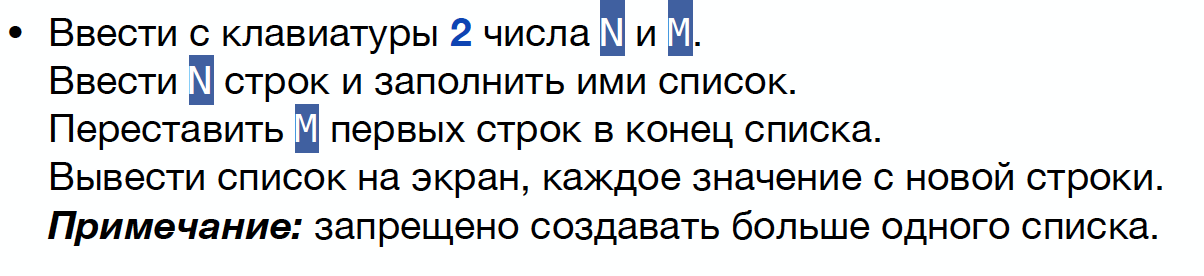 • Ввести с клавиатуры 2 числа N и M.
Ввести N строк и заполнить ими список.
Переставить M первых строк в конец списка.
Вывести список на экран, каждое значение с новой строки.
Примечание: запрещено создавать больше одного списка.